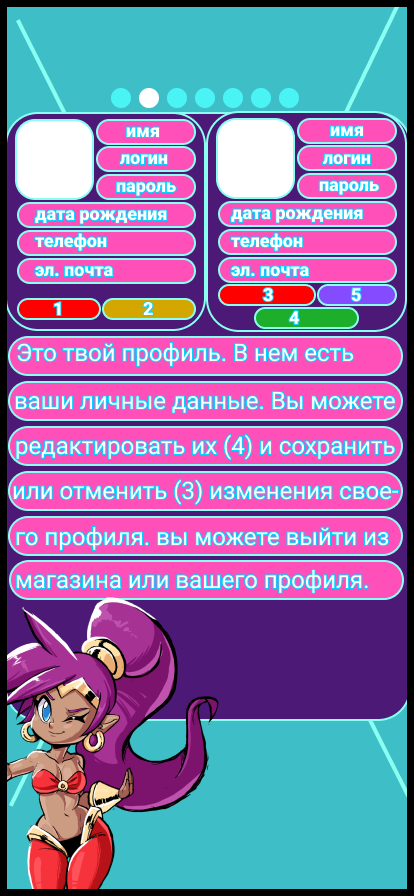 имя
логин
пароль
дата рождения
телефон
эл. почта
1 2
имя
логин
пароль
дата рождения
телефон
эл. почта
3 5
4
Это твой профиль. В нем есть
ваши личные данные. Вы можете
редактировать их (4) и сохранить
или отменить (3) изменения свое-
го профиля. вы можете выйти из
магазина или вашего профиля.